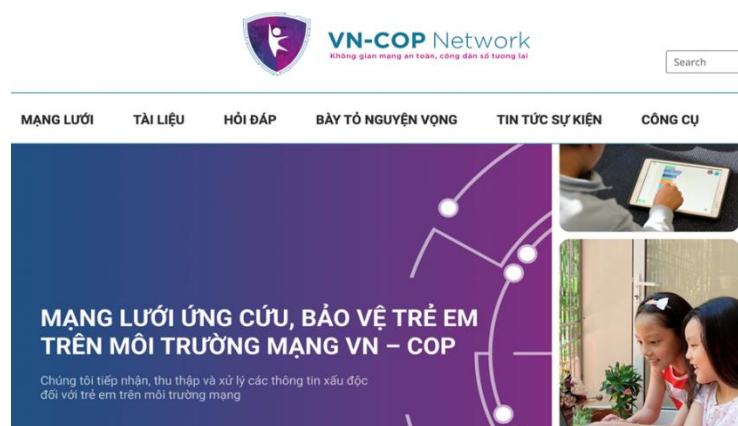 VN-COP Network
Không gian mạng an toàn, công dân số tương lai
Search
MẠNG LƯỚI
TÀI LIỆU
HỎI ĐÁP
BÀY TỎ NGUYỆN VỌNG
TIN TỨC SỰ KIỆN
CÔNG CỤ
MẠNG LƯỚI ỨNG CỨU, BẢO VỆ TRẺ EM
TRÊN MÔI TRƯỜNG MẠNG VN – COP
Chúng tôi tiếp nhận, thu thập và xử lý các thông tin xấu độc
đối với trẻ em trên môi trường mạng